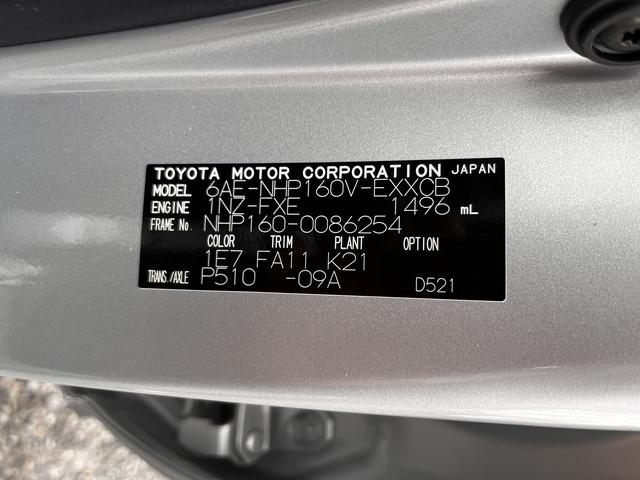 TOYOTA MOTOR CORPORATION JAPAN
MODEL 6AE-NHP160V-EXXCB
ENGINE 1NZ-FXE 1496 mL
FRAME No. NHP160-0086254
COLOR TRIM PLANT OPTION
1E7 FA11 K21
TRANS./AXLE P510 -09A D521